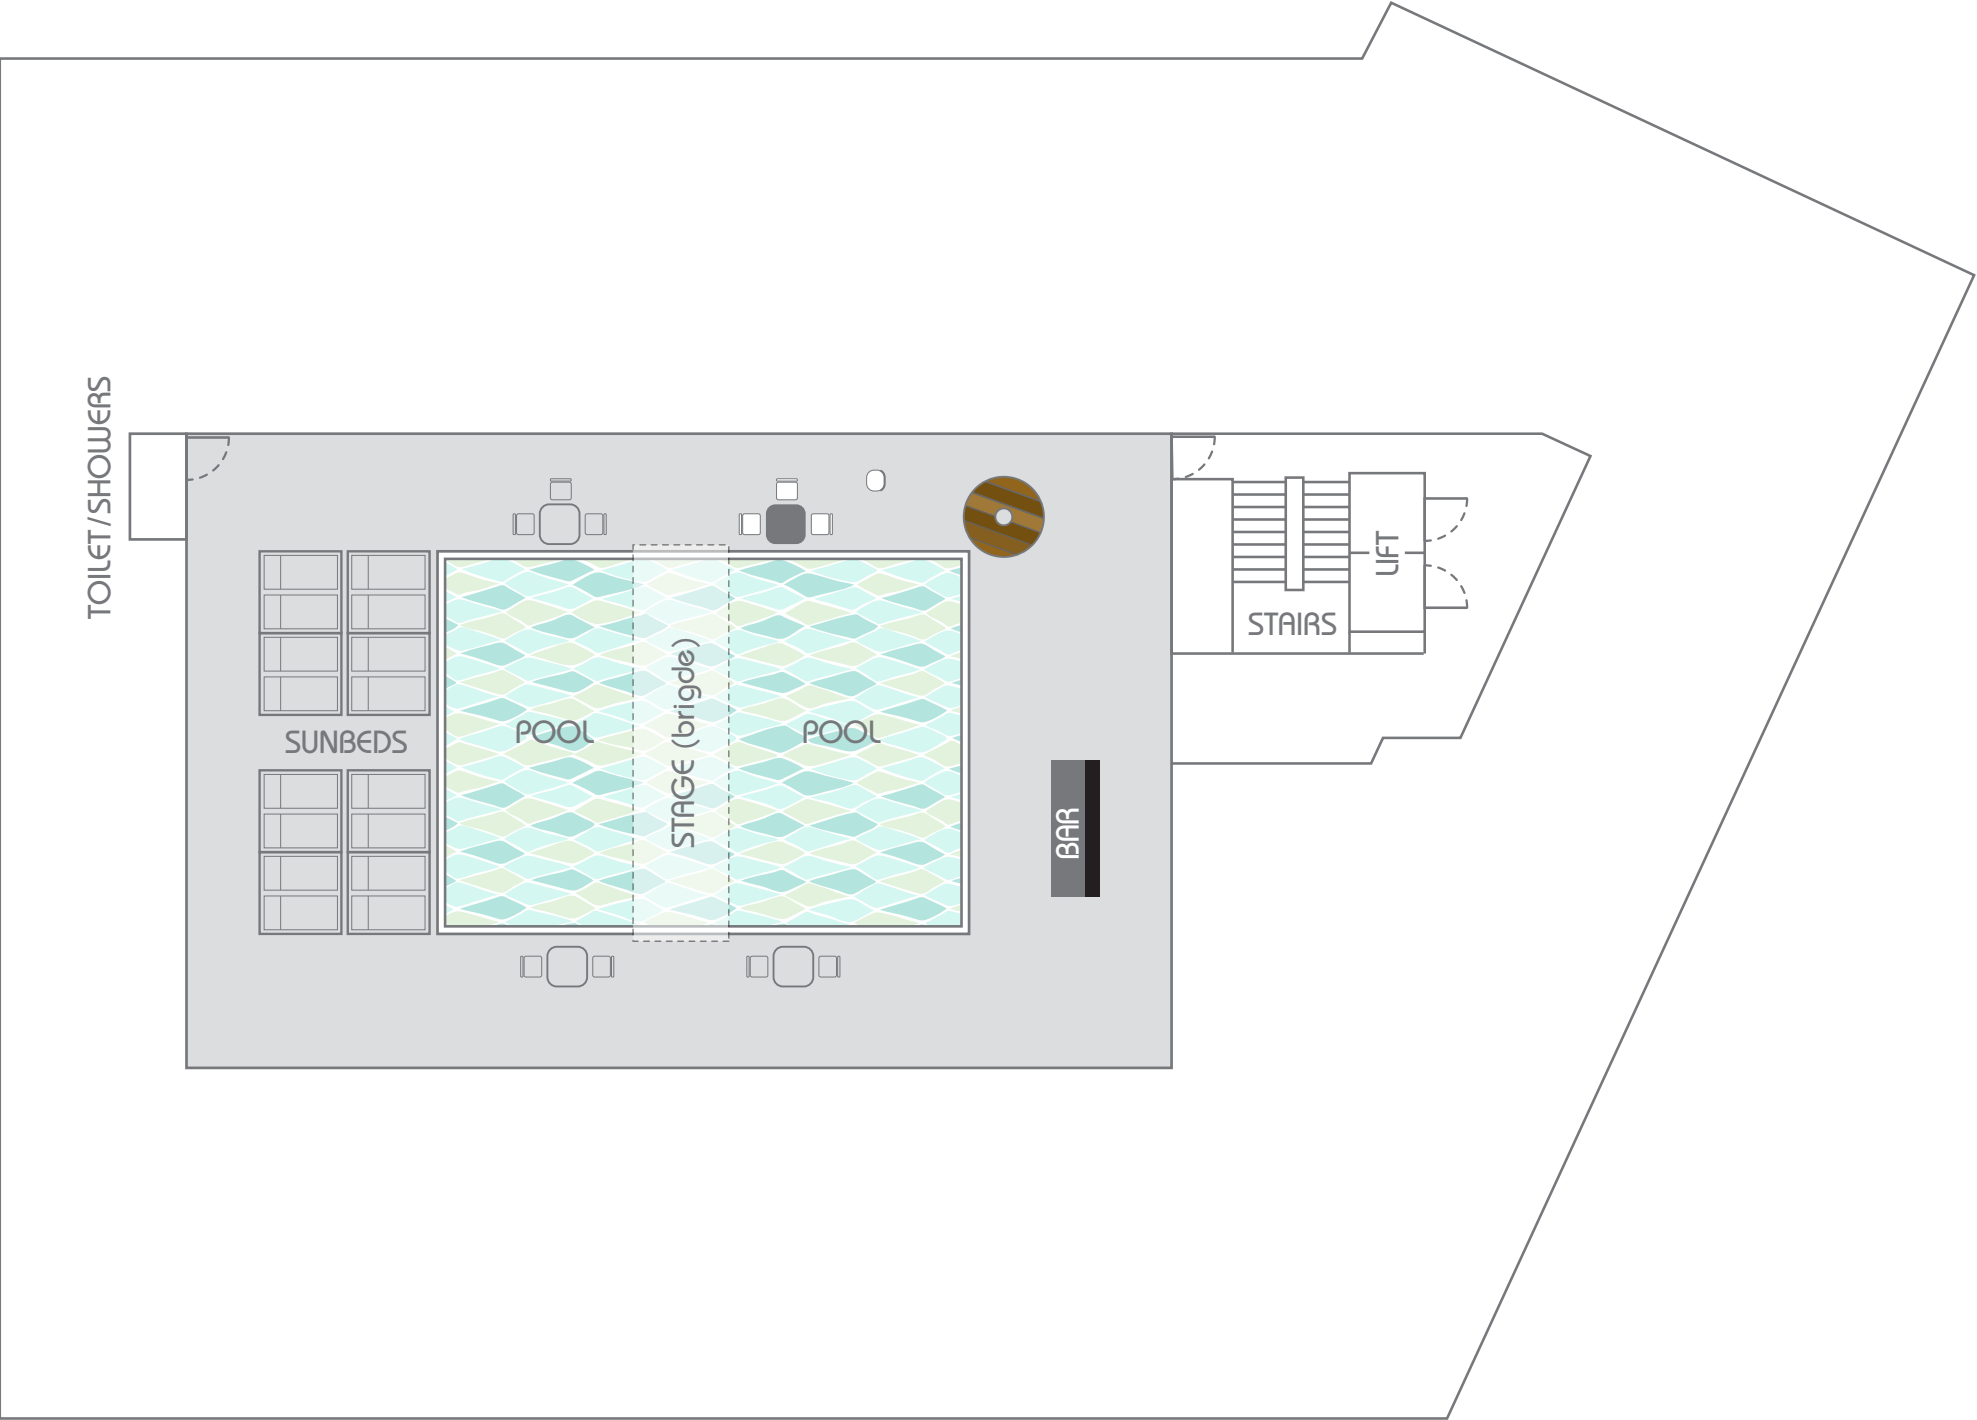 TOILET/SHOWERS
SUNBEDS
POOL
STAGE (brigde)
POOL
BAR
STAIRS
LIFT